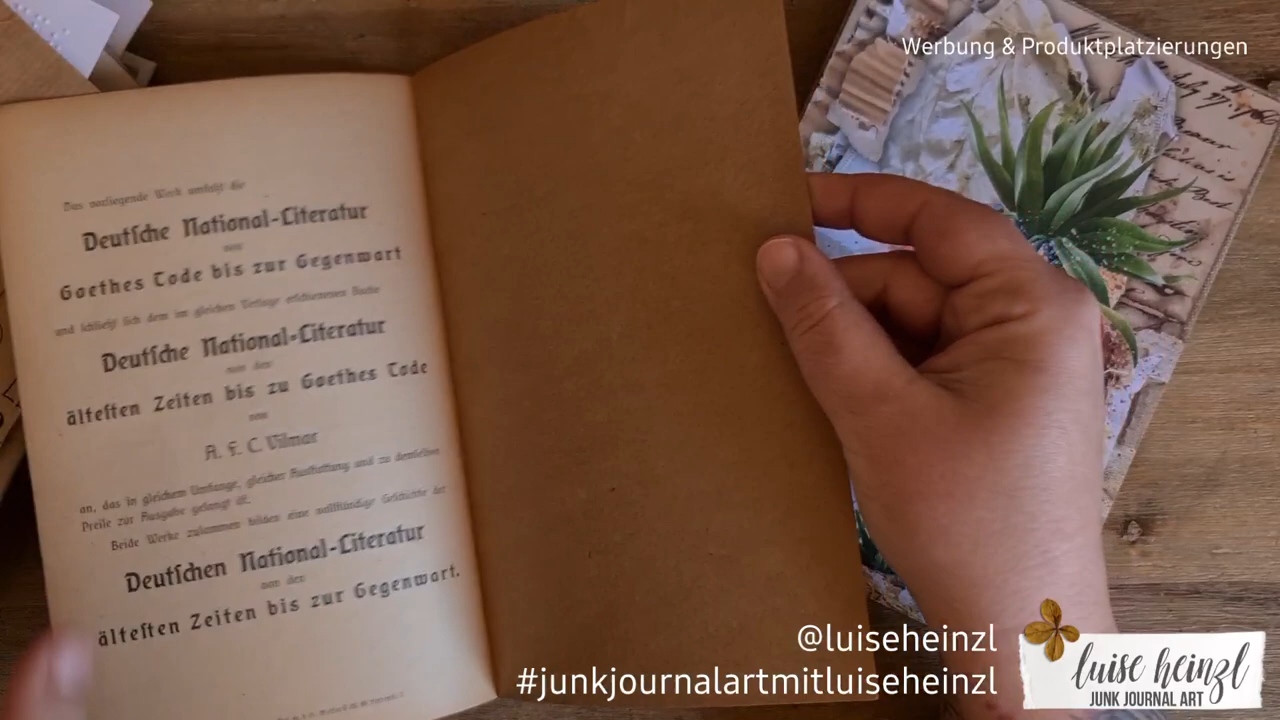 Werbung & Produktplatzierungen
Das vorliegende Werk umfaßt die
Deutſche National-Literatur
von
Goethes Tode bis zur Gegenwart
und ſchließt ſich dem im gleichen Verlage erſchienenen Buche
Deutſche National-Literatur
von den
älteſten Zeiten bis zu Goethes Tode
von
A. F. C. Vilmar
an, das in gleichem Umfange, gleicher Ausſtattung und zu demſelben
Preiſe zur Ausgabe gelangt iſt.
Beide Werke zuſammen bilden eine vollſtändige Geſchichte der
Deutſchen National-Literatur
von den
älteſten Zeiten bis zur Gegenwart.
@luiseheinzl
#junkjournalartmitluiseheinzl
luise heinzl
JUNK JOURNAL ART